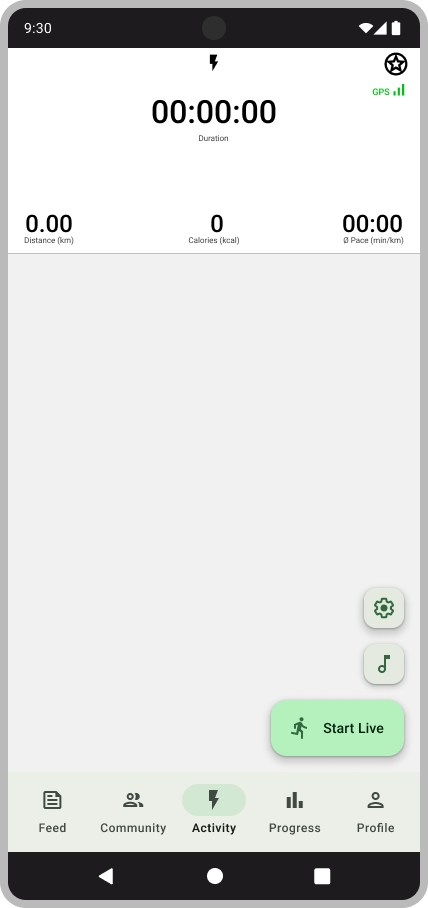 9:30
GPS
00:00:00
Duration
0.00 0 00:00
Distance (km) Calories (kcal) Ø Pace (min/km)
Start Live
Feed Community Activity Progress Profile